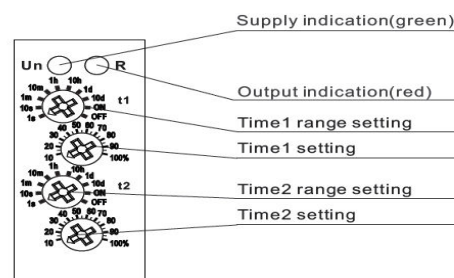 Supply indication(green)
Un R
Output indication(red)
1s 10s 1m 10m 1h 10h 1d 10d ON OFF
t1
Time1 range setting
10 20 30 40 50 60 70 80 90 100%
Time1 setting
1s 10s 1m 10m 1h 10h 1d 10d ON OFF
t2
Time2 range setting
10 20 30 40 50 60 70 80 90 100%
Time2 setting